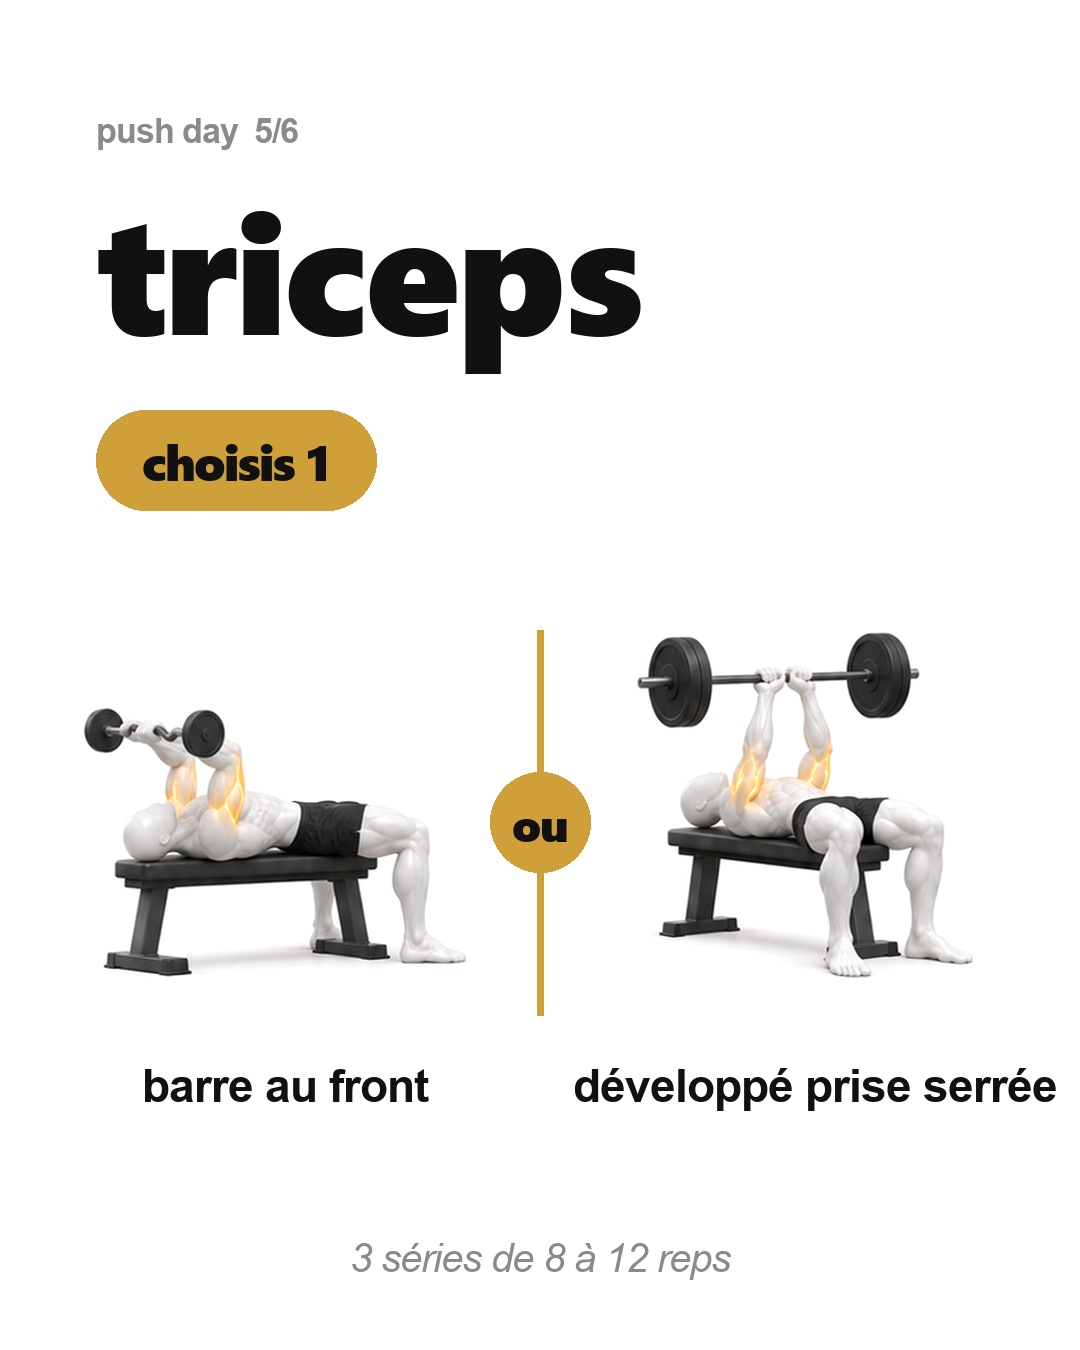 push day 5/6
triceps
choisis 1
ou
barre au front
développé prise serrée
3 séries de 8 à 12 reps